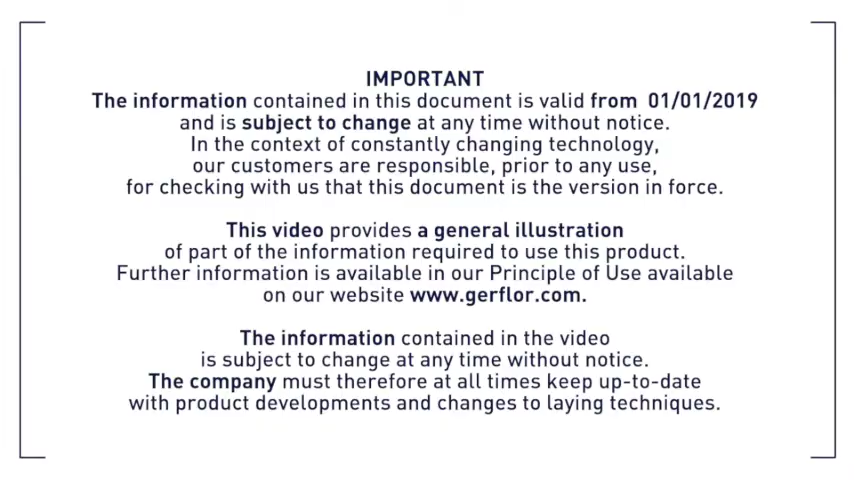 IMPORTANT
The information contained in this document is valid from 01/01/2019
and is subject to change at any time without notice.
In the context of constantly changing technology,
our customers are responsible, prior to any use,
for checking with us that this document is the version in force.
This video provides a general illustration
of part of the information required to use this product.
Further information is available in our Principle of Use available
on our website www.gerflor.com.
The information contained in the video
is subject to change at any time without notice.
The company must therefore at all times keep up-to-date
with product developments and changes to laying techniques.